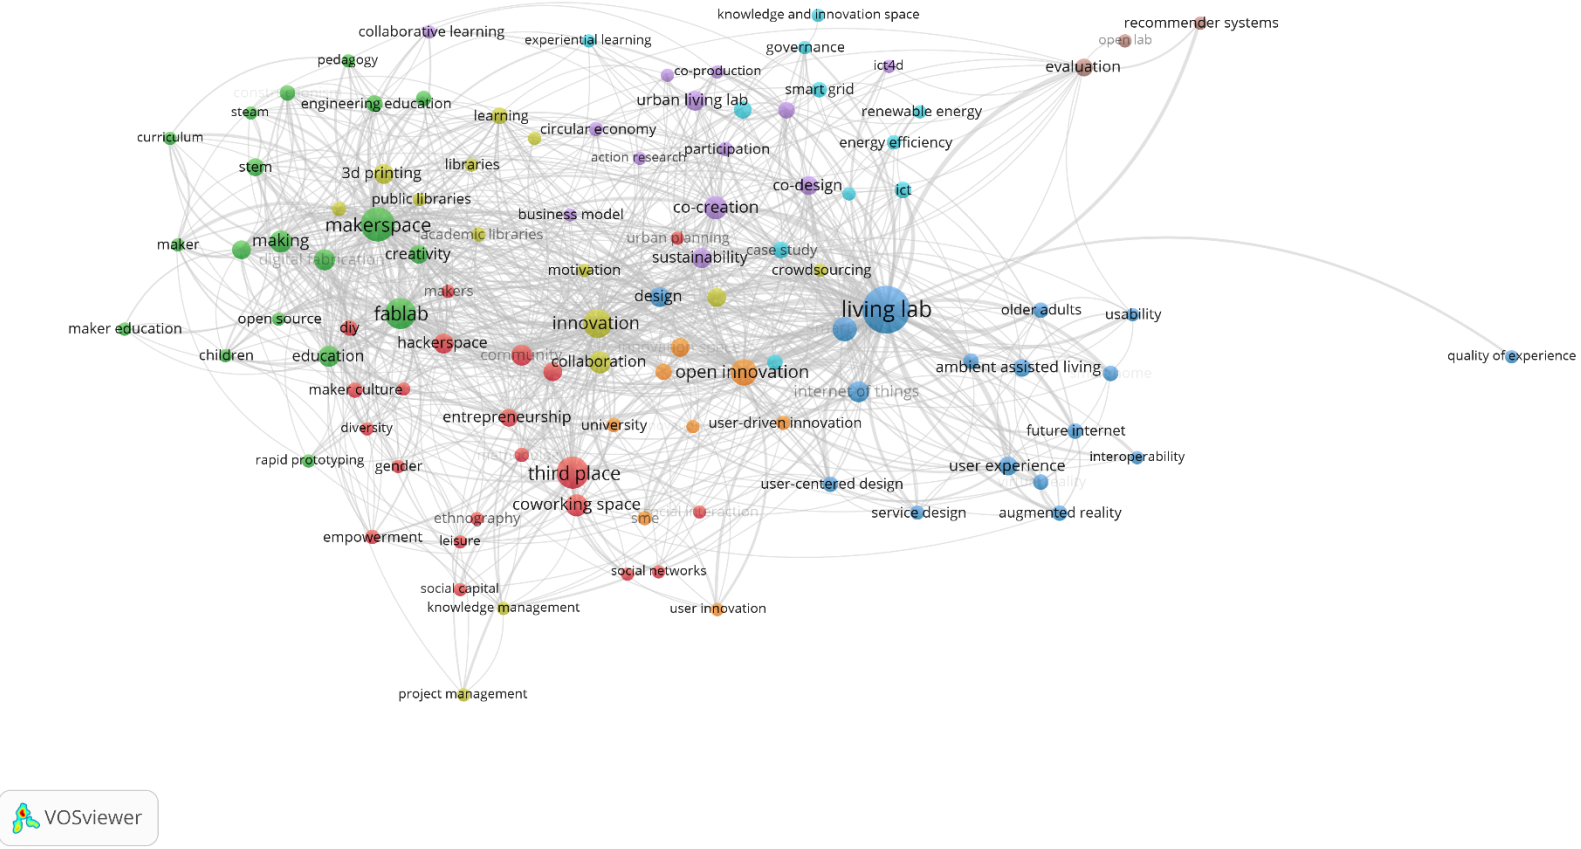 knowledge and innovation space
recommender systems
collaborative learning
experiential learning
open lab
governance
pedagogy
evaluation
ict4d
co-production
smart grid
engineering education
urban living lab
steam
learning
renewable energy
circular economy
curriculum
energy efficiency
participation
action research
libraries
stem
3d printing
co-design
ict
public libraries
co-creation
business model
makerspace
academic libraries
urban planning
making
maker
case study
creativity
sustainability
digital fabrication
motivation
crowdsourcing
makers
design
living lab
older adults
fablab
usability
open source
innovation
maker education
diy
hackerspace
children
education
community
collaboration
quality of experience
ambient assisted living
open innovation
home
maker culture
internet of things
entrepreneurship
university
user-driven innovation
diversity
future internet
rapid prototyping
gender
interoperability
user experience
third place
user-centered design
coworking space
service design
augmented reality
ethnography
sme
social interaction
empowerment
leisure
social networks
social capital
knowledge management
user innovation
project management
VOSviewer